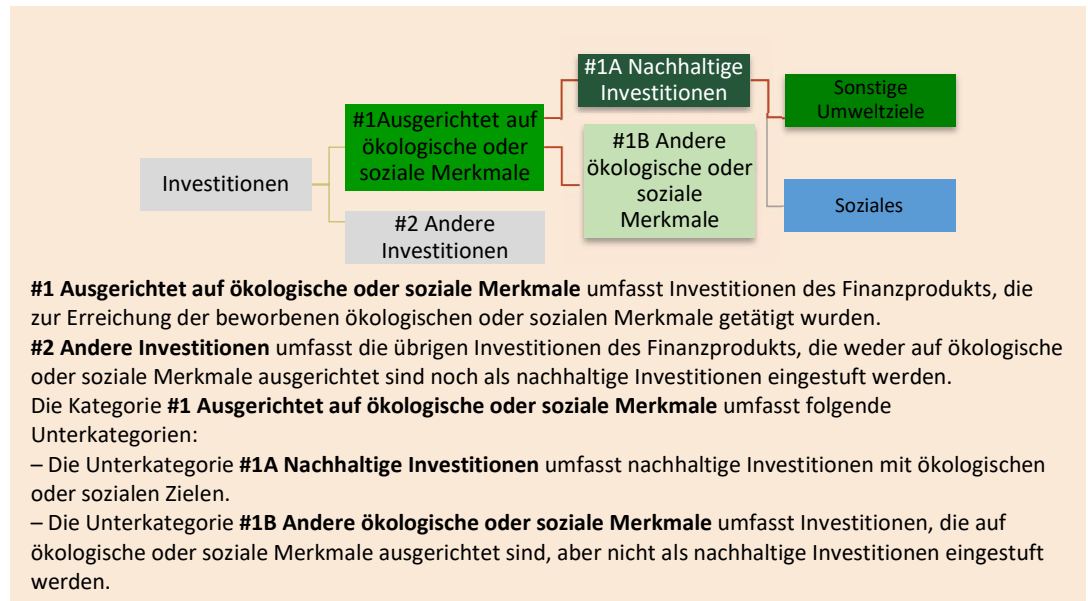 #1A Nachhaltige
Investitionen
Sonstige
Umweltziele
#1Ausgerichtet auf
ökologische oder
soziale Merkmale
#1B Andere
ökologische oder
soziale
Merkmale
Investitionen
Soziales
#2 Andere
Investitionen
#1 Ausgerichtet auf ökologische oder soziale Merkmale umfasst Investitionen des Finanzprodukts, die
zur Erreichung der beworbenen ökologischen oder sozialen Merkmale getätigt wurden.
#2 Andere Investitionen umfasst die übrigen Investitionen des Finanzprodukts, die weder auf ökologische
oder soziale Merkmale ausgerichtet sind noch als nachhaltige Investitionen eingestuft werden.
Die Kategorie #1 Ausgerichtet auf ökologische oder soziale Merkmale umfasst folgende
Unterkategorien:
– Die Unterkategorie #1A Nachhaltige Investitionen umfasst nachhaltige Investitionen mit ökologischen
oder sozialen Zielen.
– Die Unterkategorie #1B Andere ökologische oder soziale Merkmale umfasst Investitionen, die auf
ökologische oder soziale Merkmale ausgerichtet sind, aber nicht als nachhaltige Investitionen eingestuft
werden.